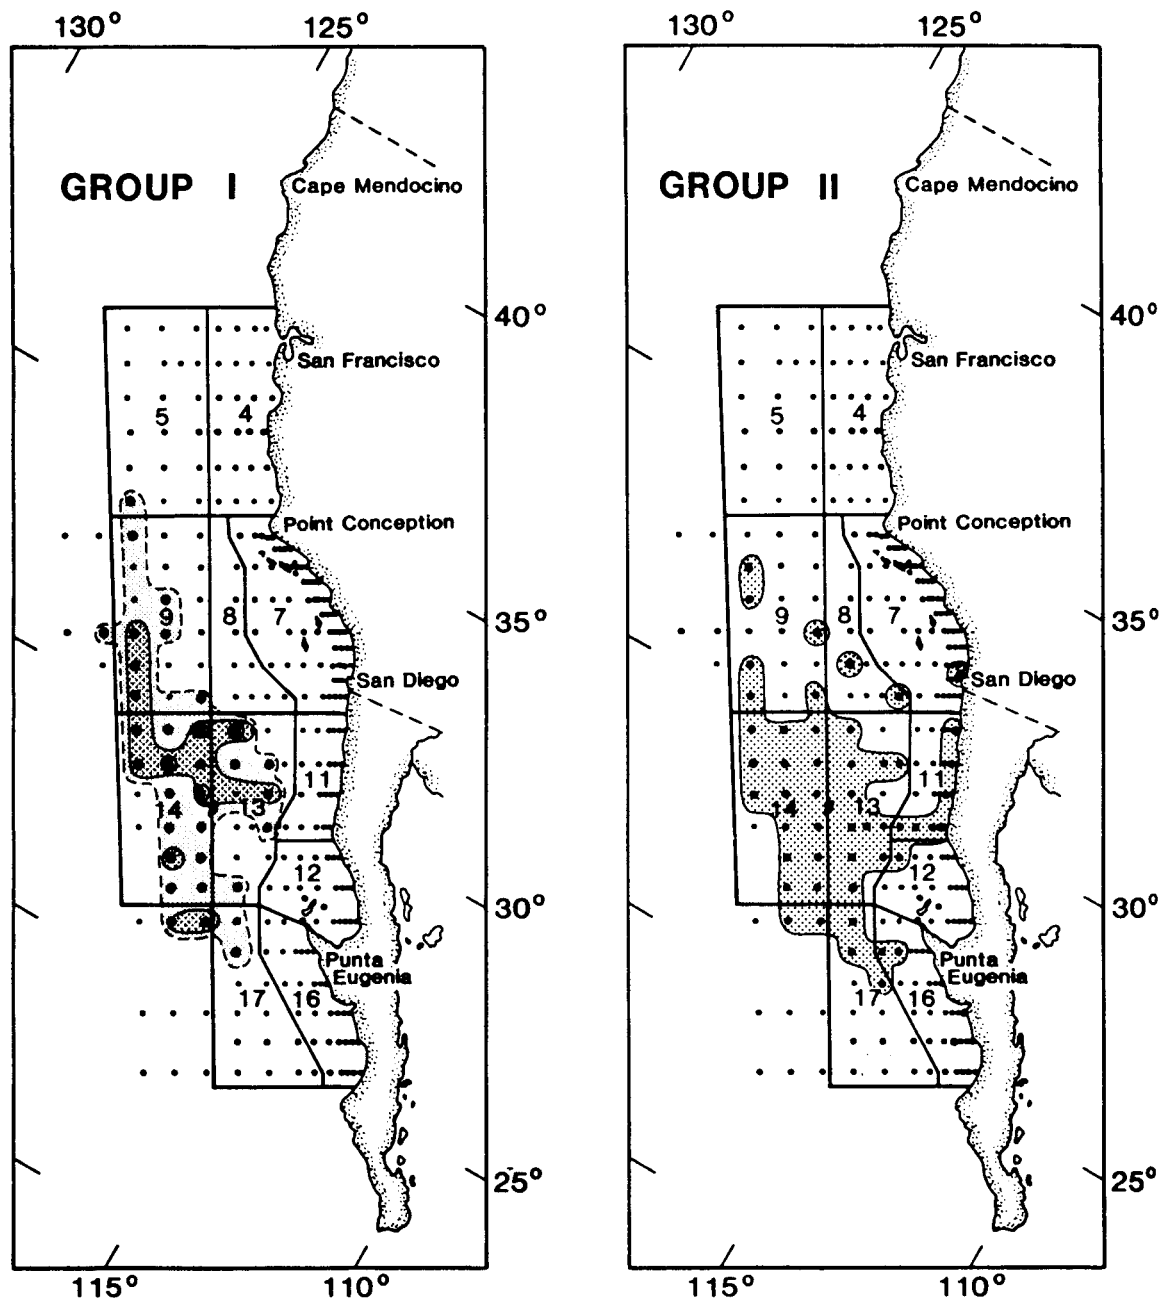 130° 125°
GROUP I
Cape Mendocino
40°
San Francisco
5 4
Point Conception
9 8 7
35°
San Diego
11
14 13
12
30°
Punta
Eugenia
17 16
25°
115° 110°
130° 125°
GROUP II
Cape Mendocino
40°
San Francisco
5 4
Point Conception
9 8 7
35°
San Diego
11
14 13
12
30°
Punta
Eugenia
17 16
25°
115° 110°